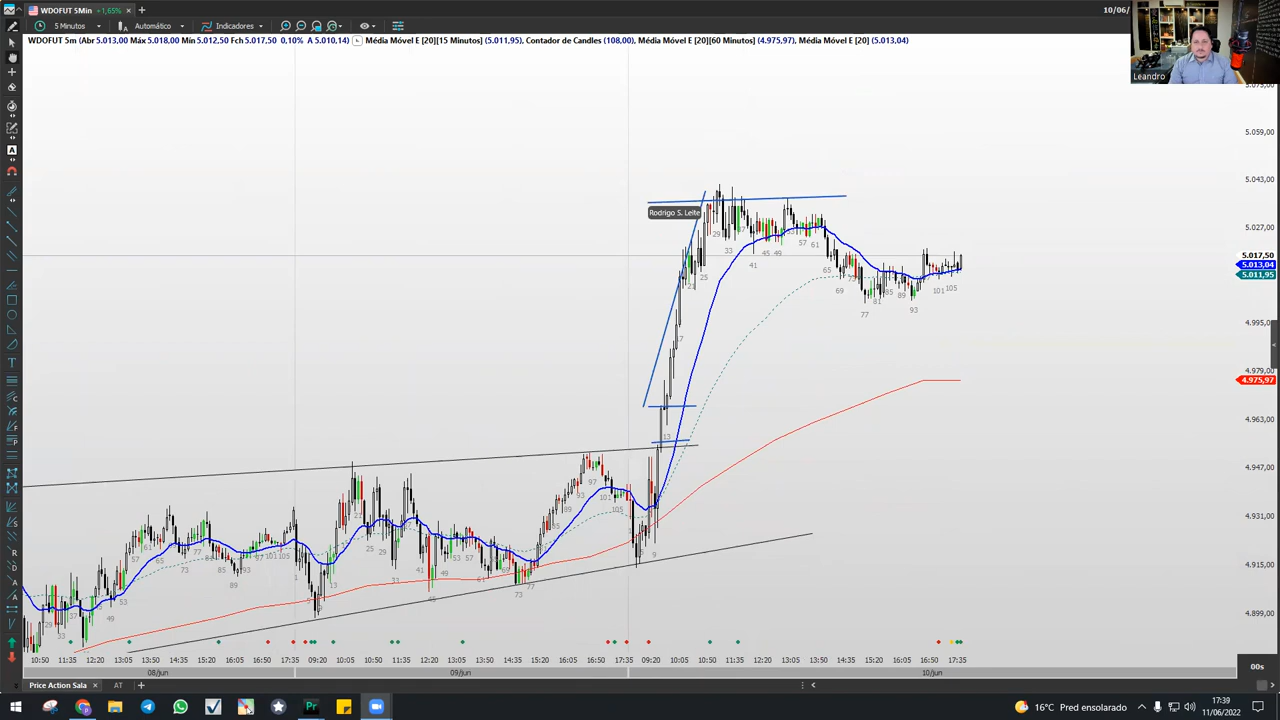 WDOFUT 5Min +1,65%
10/06/
5 Minutos Automático Indicadores
WDOFUT 5m (Abr 5.013,00 Máx 5.018,00 Mín 5.012,50 Fch 5.017,50 0,10% A 5.010,14) Média Móvel E [20][15 Minutos] (5.011,95), Contador de Candles (108,00), Média Móvel E [20][60 Minutos] (4.975,97), Média Móvel E [20] (5.013,04)
Leandro
5.075,00
5.059,00
5.043,00
Rodrigo S. Leite
5.027,00
5.017,50
5.013,04
5.011,95
4.995,00
4.979,00
4.975,97
4.963,00
4.947,00
4.931,00
4.915,00
4.899,00
10:50 11:35 12:20 13:05 13:50 14:35 15:20 16:05 16:50 17:35 09:20 10:05 10:50 11:35 12:20 13:05 13:50 14:35 15:20 16:05 16:50 17:35 09:20 10:05 10:50 11:35 12:20 13:05 13:50 14:35 15:20 16:05 16:50 17:35
08/jun 09/jun 10/jun
00s
Price Action Sala AT
16°C Pred ensolarado
17:39
11/06/2022